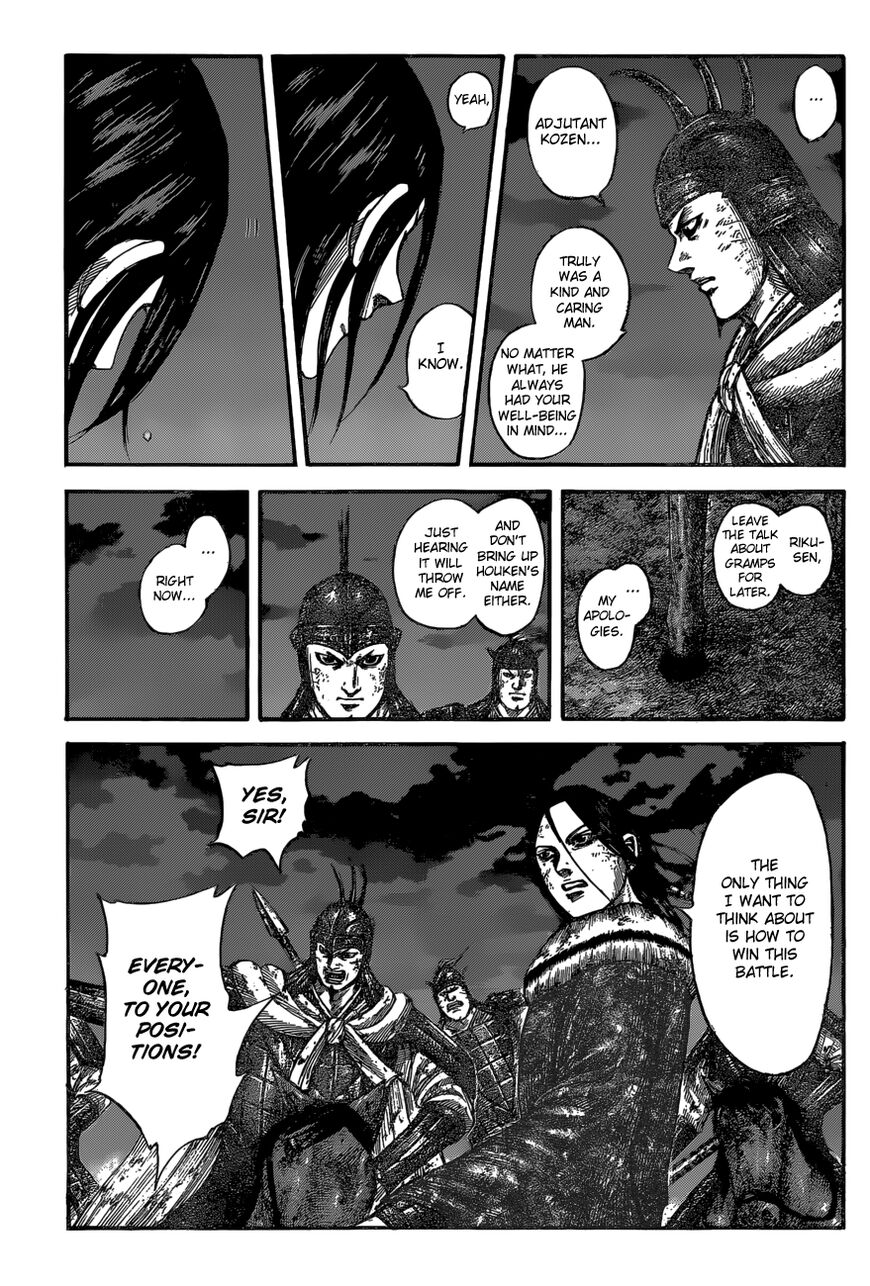 ...
ADJUTANT
KOZEN...
TRULY
WAS A
KIND AND
CARING
MAN.
NO MATTER
WHAT, HE
ALWAYS
HAD YOUR
WELL-BEING
IN MIND...
YEAH,
I
KNOW.
RIKU-
SEN,
LEAVE
THE TALK
ABOUT
GRAMPS
FOR
LATER.
...
MY
APOLO-
GIES.
AND
DON'T
BRING UP
HOUKEN'S
NAME
EITHER.
JUST
HEARING
IT WILL
THROW
ME OFF.
...
RIGHT
NOW...
THE
ONLY THING
I WANT TO
THINK ABOUT
IS HOW TO
WIN THIS
BATTLE.
YES,
SIR!
EVERY-
ONE,
TO YOUR
POSI-
TIONS!